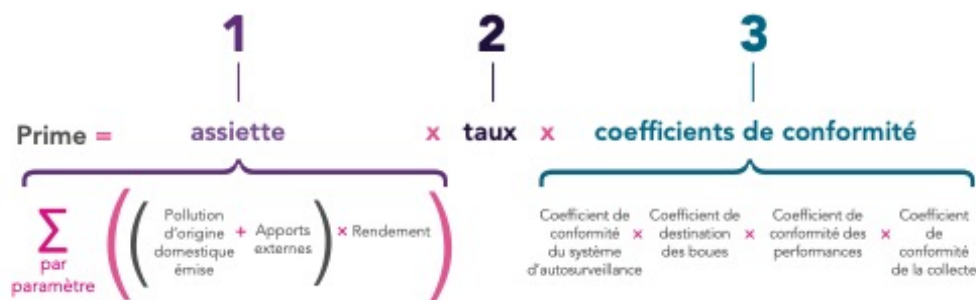 1 2 3
Prime = assiette x taux x coefficients de conformité
Σ par paramètre ((Pollution d'origine domestique émise + Apports externes) x Rendement)
Coefficient de conformité du système d'autosurveillance x Coefficient de destination des boues x Coefficient de conformité des performances x Coefficient de conformité de la collecte